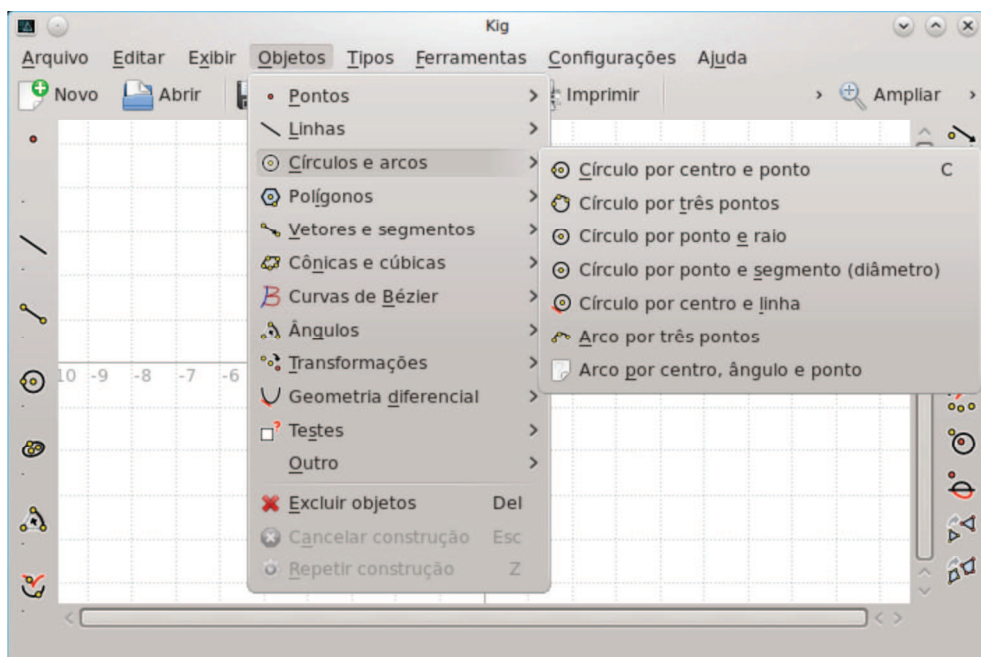 Kig
Arquivo Editar Exibir Objetos Tipos Ferramentas Configurações Ajuda
Novo Abrir Imprimir Ampliar
Pontos
Linhas
Círculos e arcos
Polígonos
Vetores e segmentos
Cônicas e cúbicas
Curvas de Bézier
Ângulos
Transformações
Geometria diferencial
Testes
Outro
Excluir objetos Del
Cancelar construção Esc
Repetir construção Z
Círculo por centro e ponto C
Círculo por três pontos
Círculo por ponto e raio
Círculo por ponto e segmento (diâmetro)
Círculo por centro e linha
Arco por três pontos
Arco por centro, ângulo e ponto
10 -9 -8 -7 -6